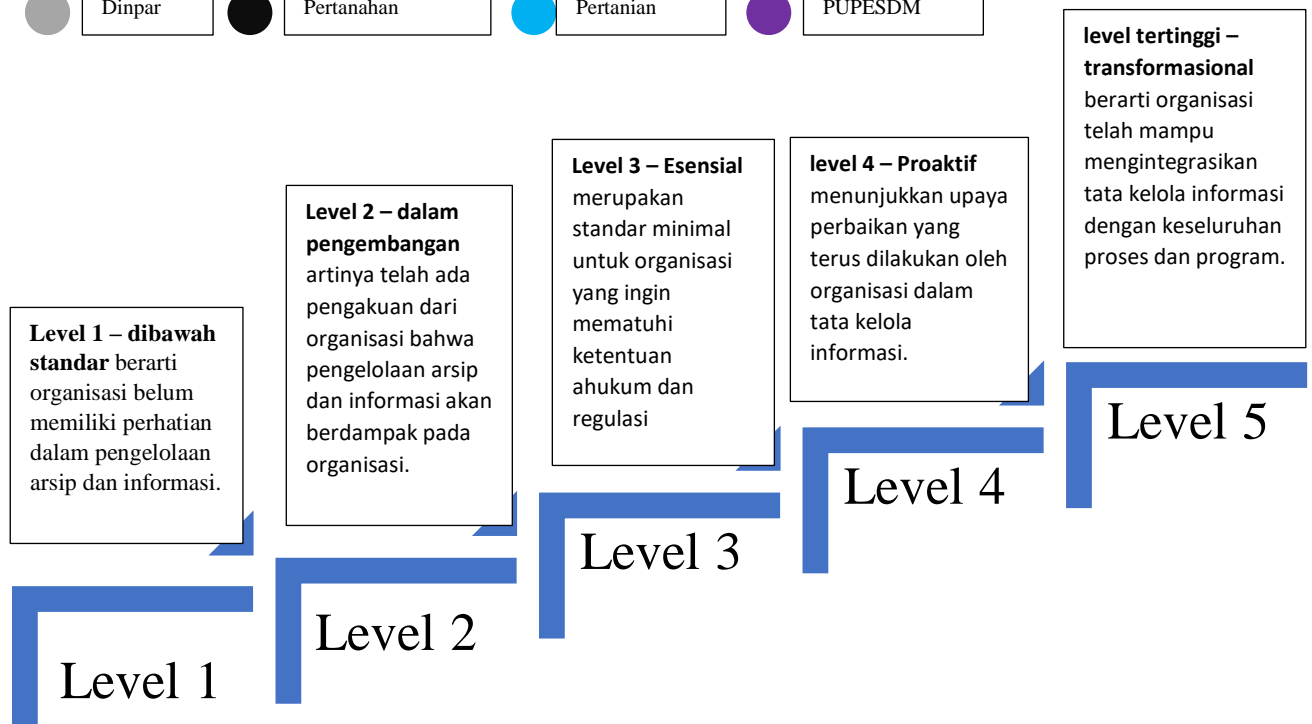 Dinpar
Pertanahan
Pertanian
PUPESDM
Level 1 – dibawah
standar berarti
organisasi belum
memiliki perhatian
dalam pengelolaan
arsip dan informasi.
Level 1
Level 2 – dalam
pengembangan
artinya telah ada
pengakuan dari
organisasi bahwa
pengelolaan arsip
dan informasi akan
berdampak pada
organisasi.
Level 2
Level 3 – Esensial
merupakan
standar minimal
untuk organisasi
yang ingin
mematuhi
ketentuan
ahukum dan
regulasi
Level 3
level 4 – Proaktif
menunjukkan upaya
perbaikan yang
terus dilakukan oleh
organisasi dalam
tata kelola
informasi.
Level 4
level tertinggi –
transformasional
berarti organisasi
telah mampu
mengintegrasikan
tata kelola informasi
dengan keseluruhan
proses dan program.
Level 5